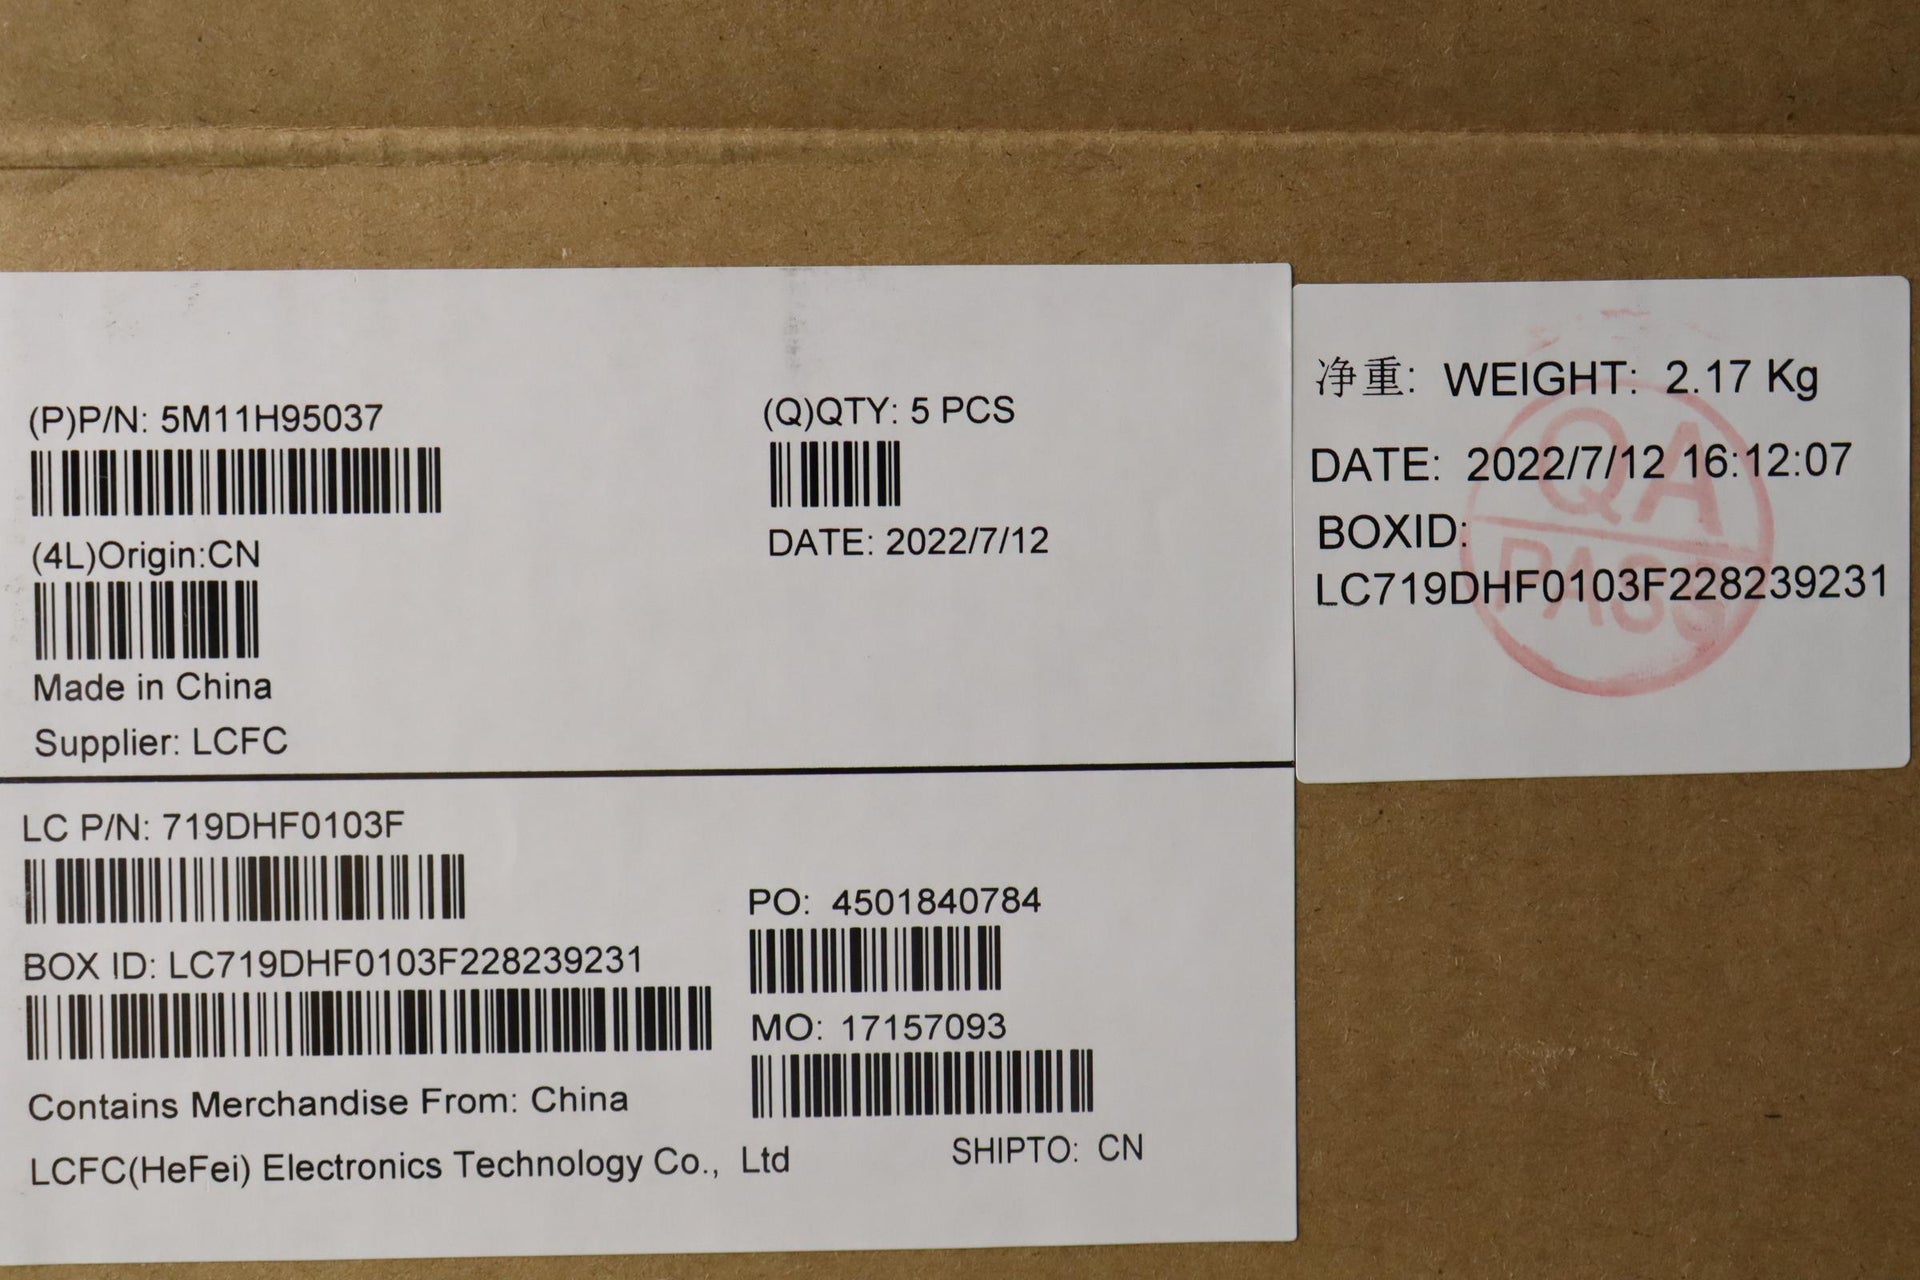 (P)P/N: 5M11H95037
(Q)QTY: 5 PCS
(4L)Origin:CN
DATE: 2022/7/12
Made in China
Supplier: LCFC
LC P/N: 719DHF0103F
PO: 4501840784
BOX ID: LC719DHF0103F228239231
MO: 17157093
Contains Merchandise From: China
LCFC(HeFei) Electronics Technology Co., Ltd
SHIPTO: CN
净重: WEIGHT: 2.17 Kg
DATE: 2022/7/12 16:12:07
BOXID:
LC719DHF0103F228239231
QA
PASS